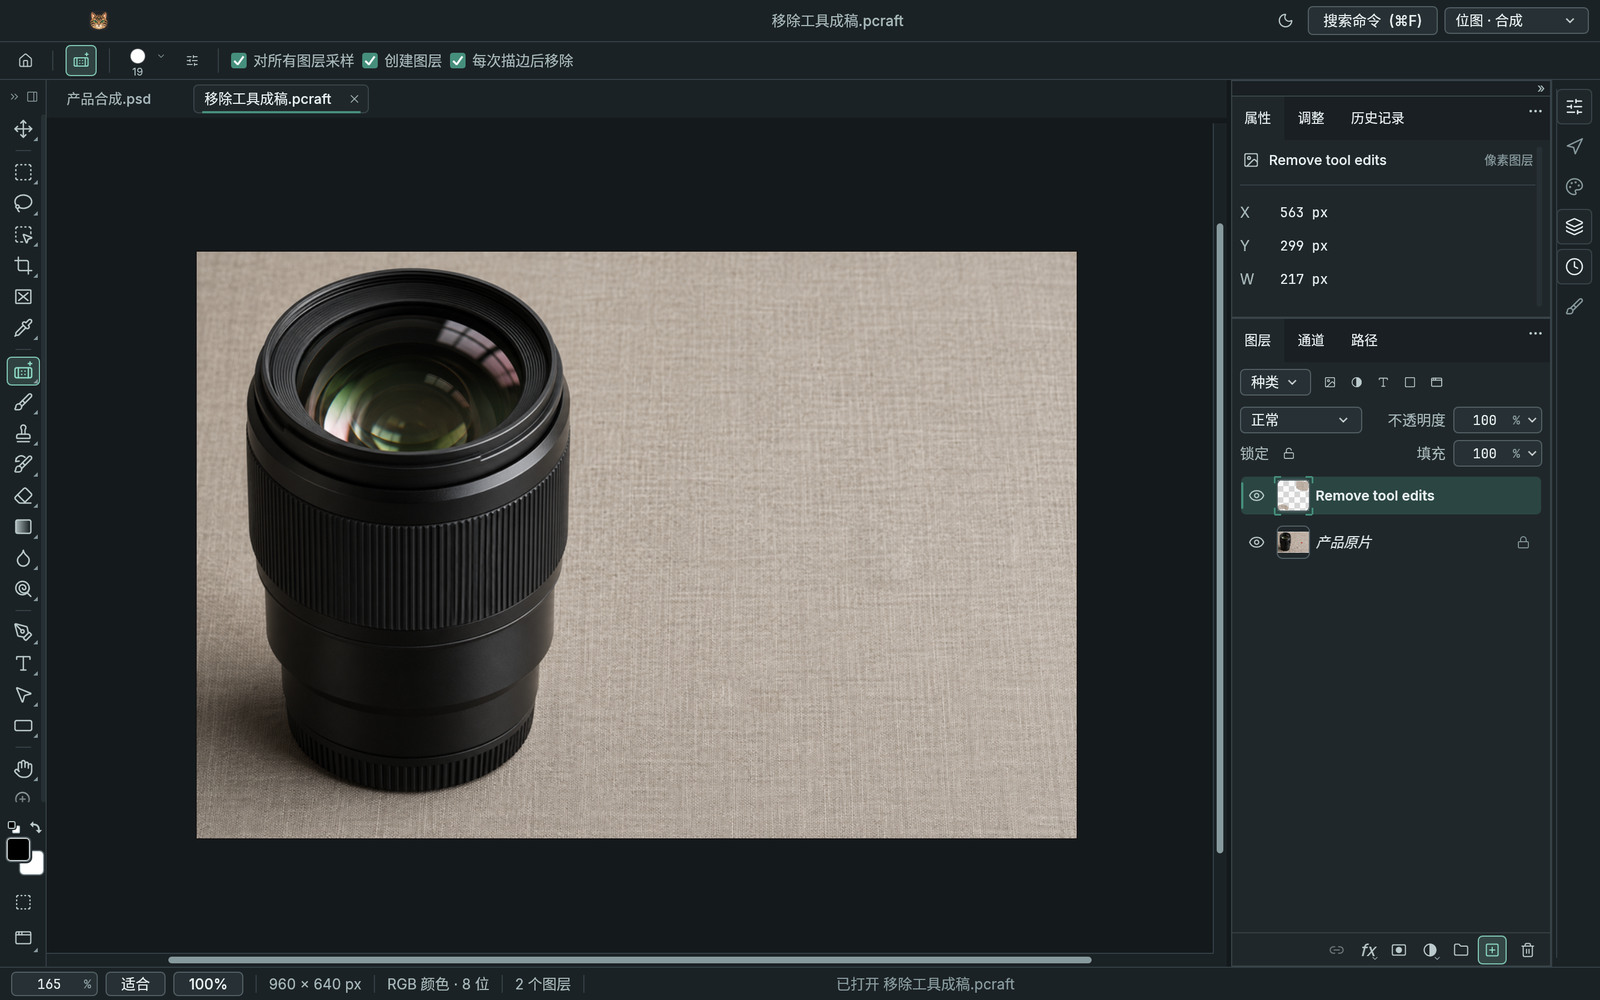 移除工具成稿.pcraft
搜索命令 (⌘F)
位图 · 合成
19
对所有图层采样
创建图层
每次描边后移除
产品合成.psd
移除工具成稿.pcraft
属性
调整
历史记录
Remove tool edits
像素图层
X 563 px
Y 299 px
W 217 px
图层
通道
路径
种类
正常
不透明度 100 %
锁定
填充 100 %
Remove tool edits
产品原片
fx
165 %
适合
100%
960 × 640 px
RGB 颜色 · 8 位
2 个图层
已打开 移除工具成稿.pcraft